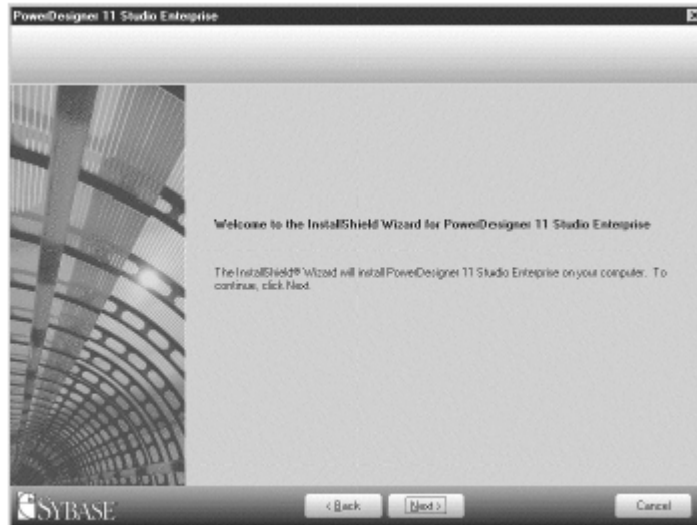 PowerDesigner 11 Studio Enterprise
Welcome to the InstallShield Wizard for PowerDesigner 11 Studio Enterprise
The InstallShield® Wizard will install PowerDesigner 11 Studio Enterprise on your computer. To
continue, click Next.
SYBASE
< Back
Next >
Cancel